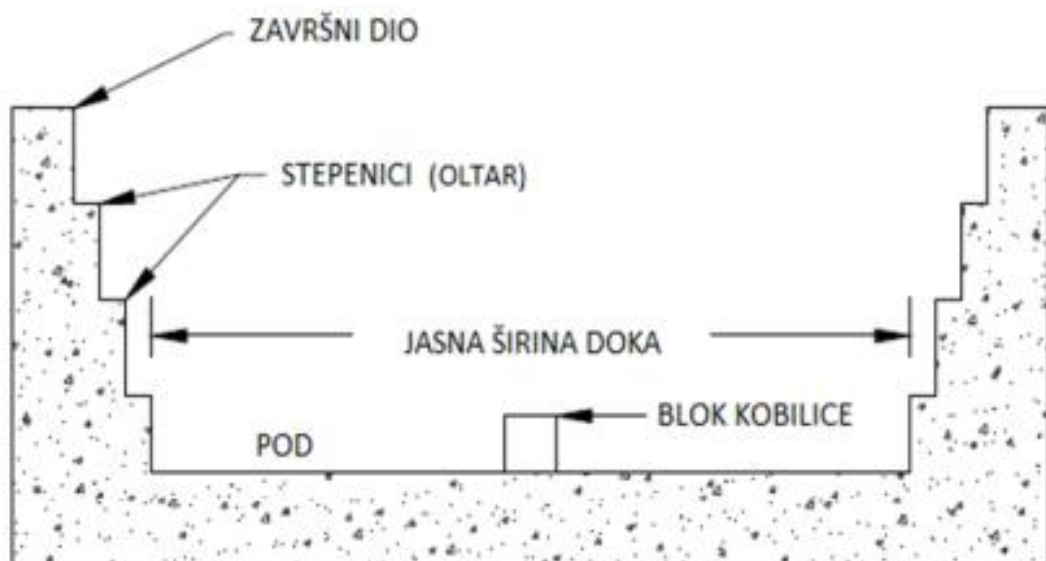 ZAVRŠNI DIO
STEPENICI (OLTAR)
JASNA ŠIRINA DOKA
BLOK KOBILICE
POD